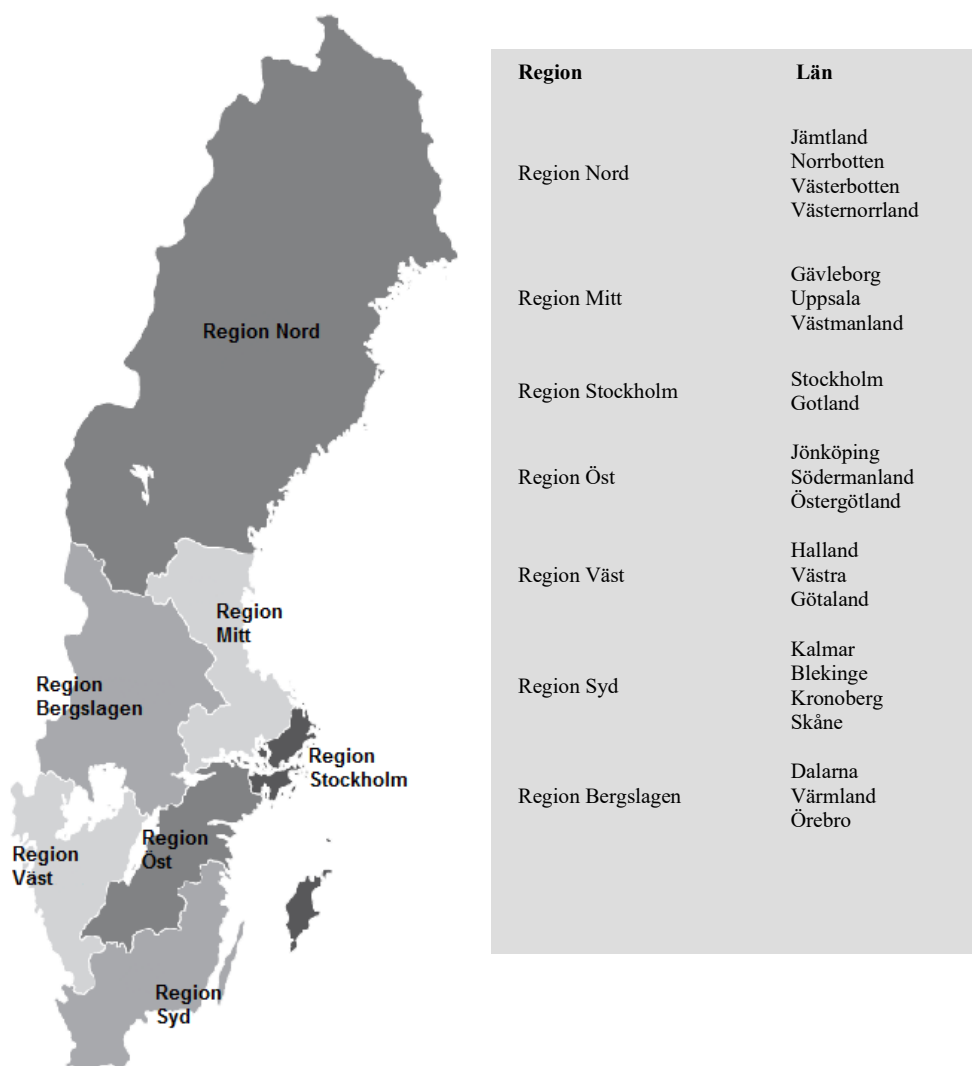 Region Nord
Region
Mitt
Region
Bergslagen
Region
Stockholm
Region
Väst
Region
Öst
Region
Syd
Region Län
Region Nord
Jämtland
Norrbotten
Västerbotten
Västernorrland
Region Mitt
Gävleborg
Uppsala
Västmanland
Region Stockholm
Stockholm
Gotland
Region Öst
Jönköping
Södermanland
Östergötland
Region Väst
Halland
Västra
Götaland
Region Syd
Kalmar
Blekinge
Kronoberg
Skåne
Region Bergslagen
Dalarna
Värmland
Örebro